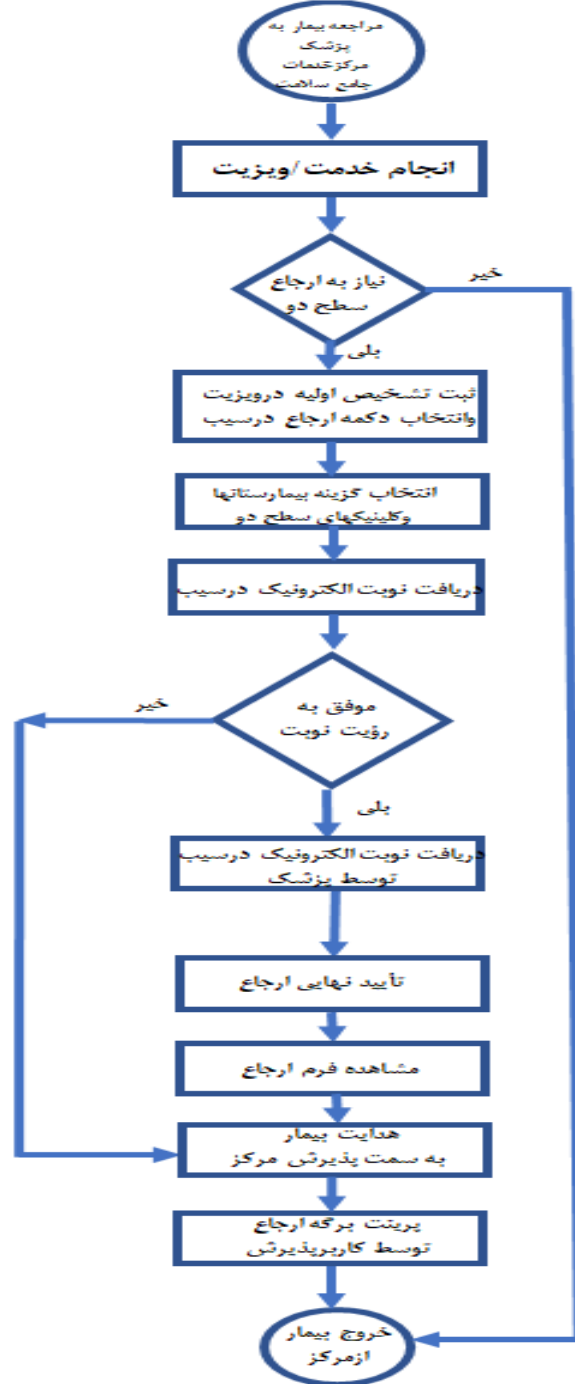 مراجعه بیمار به
پزشک
مرکزخدمات
جامع سلامت
انجام خدمت/ویزیت
نیاز به ارجاع
سطح دو
خیر
بلی
ثبت تشخیص اولیه درویزیت
وانتخاب دکمه ارجاع درسیب
انتخاب گزینه بیمارستانها
وکلینیکهای سطح دو
دریافت نوبت الکترونیک درسیب
موفق به
رؤیت نوبت
خیر
بلی
دریافت نوبت الکترونیک درسیب
توسط پزشک
تأیید نهایی ارجاع
مشاهده فرم ارجاع
هدایت بیمار
به سمت پذیرش مرکز
پرینت برگه ارجاع
توسط کاربرپذیرش
خروج بیمار
ازمرکز